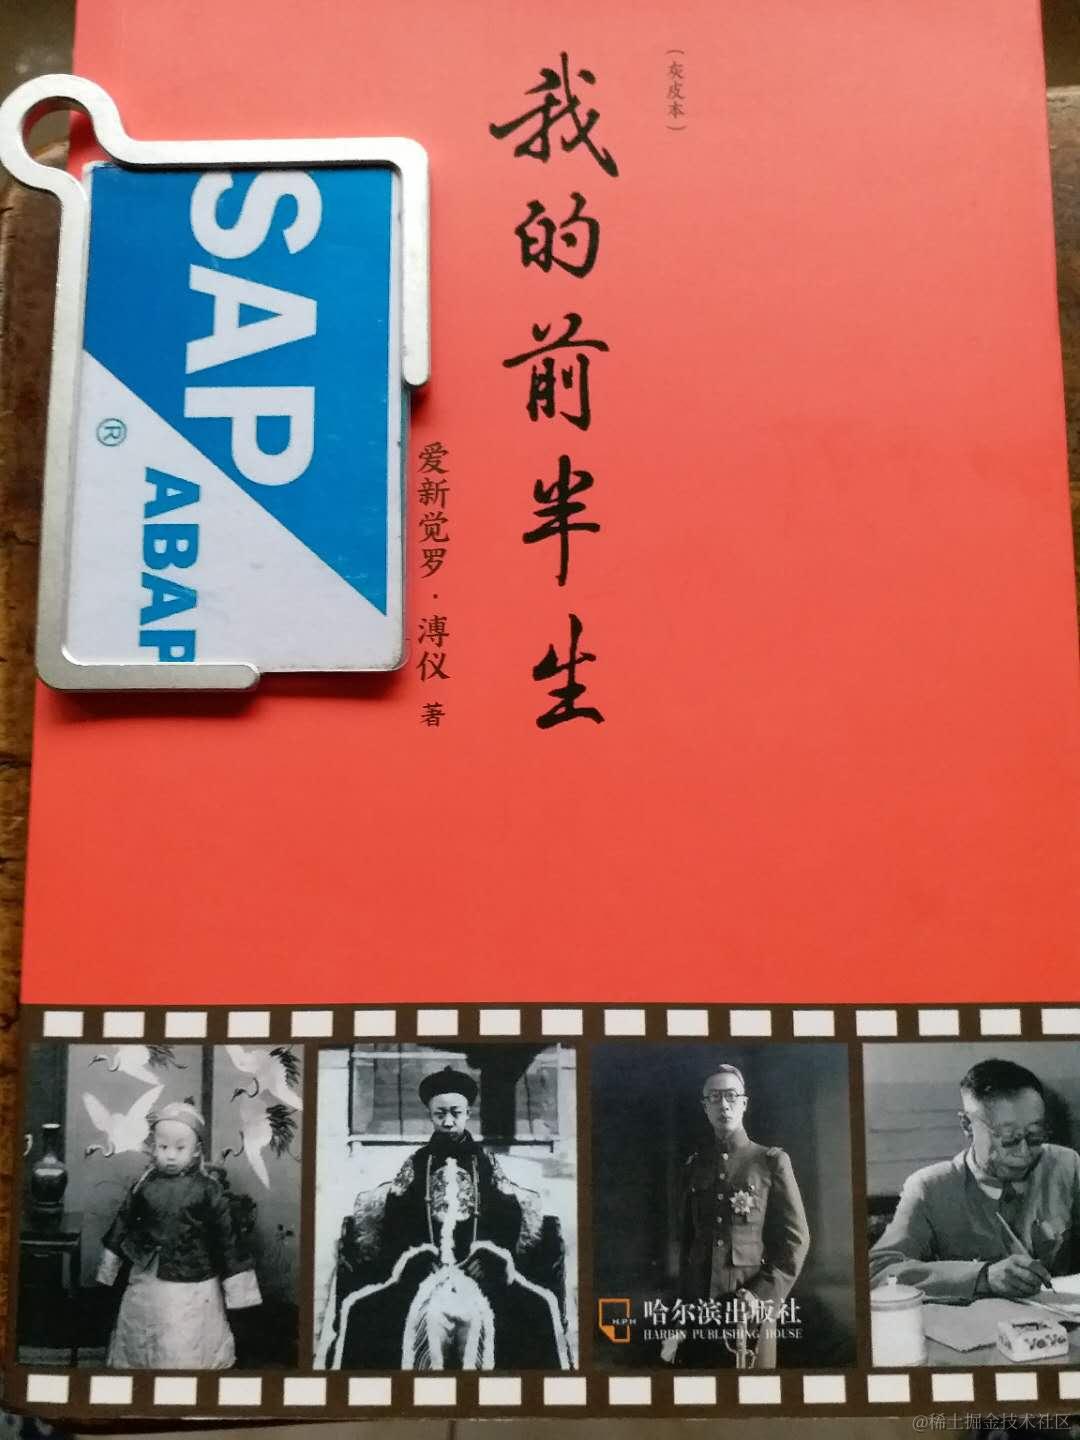 (灰皮本)
我的前半生
爱新觉罗·溥仪 著
SAP
®
ABAP
H.P.H
哈尔滨出版社
HARBIN PUBLISHING HOUSE
@稀土掘金技术社区